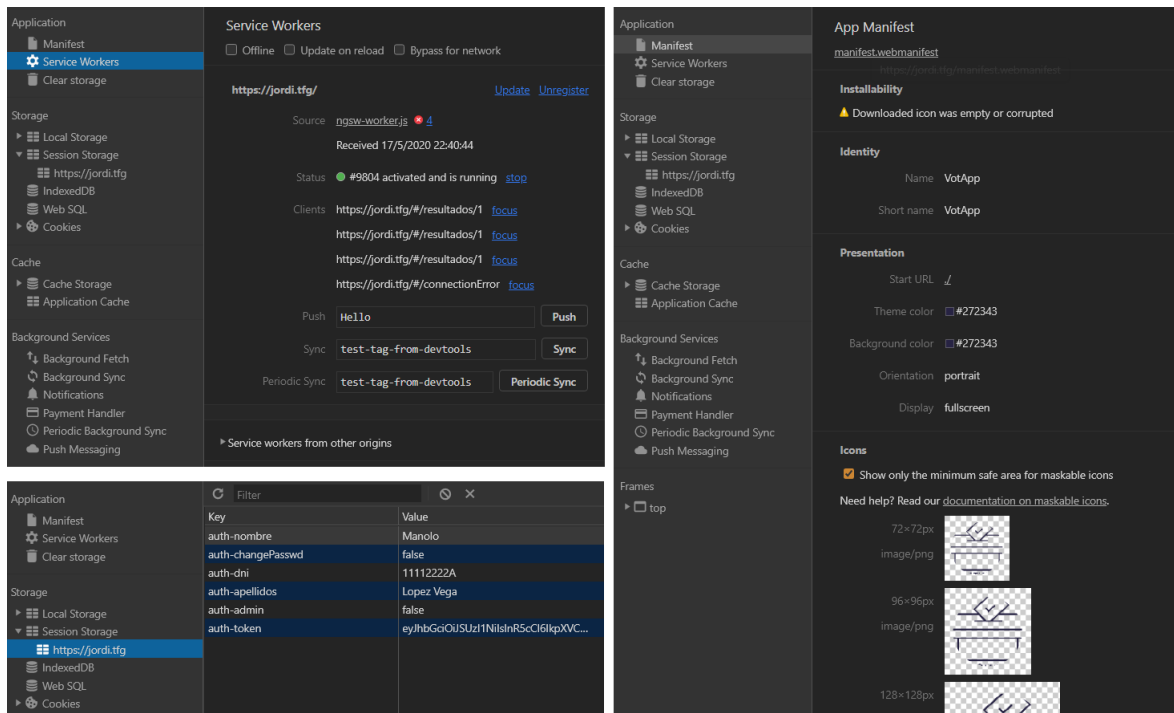 Application
Manifest
Service Workers
Clear storage
Storage
Local Storage
Session Storage
https://jordi.tfg
IndexedDB
Web SQL
Cookies
Cache
Cache Storage
Application Cache
Background Services
Background Fetch
Background Sync
Notifications
Payment Handler
Periodic Background Sync
Push Messaging
Service Workers
Offline Update on reload Bypass for network
https://jordi.tfg/ Update Unregister
Source ngsw-worker.js 4
Received 17/5/2020 22:40:44
Status #9804 activated and is running stop
Clients https://jordi.tfg/#/resultados/1 focus
https://jordi.tfg/#/resultados/1 focus
https://jordi.tfg/#/resultados/1 focus
https://jordi.tfg/#/connectionError focus
Push Hello Push
Sync test-tag-from-devtools Sync
Periodic Sync test-tag-from-devtools Periodic Sync
Service workers from other origins
Application
Manifest
Service Workers
Clear storage
Storage
Local Storage
Session Storage
https://jordi.tfg
IndexedDB
Web SQL
Cookies
Filter
Key Value
auth-nombre Manolo
auth-changePasswd false
auth-dni 11112222A
auth-apellidos Lopez Vega
auth-admin false
auth-token
Application
Manifest
Service Workers
Clear storage
Storage
Local Storage
Session Storage
https://jordi.tfg
IndexedDB
Web SQL
Cookies
Cache
Cache Storage
Application Cache
Background Services
Background Fetch
Background Sync
Notifications
Payment Handler
Periodic Background Sync
Push Messaging
Frames
top
App Manifest
manifest.webmanifest
https://jordi.tfg/manifest.webmanifest
Installability
Downloaded icon was empty or corrupted
Identity
Name VotApp
Short name VotApp
Presentation
Start URL ./
Theme color #272343
Background color #272343
Orientation portrait
Display fullscreen
Icons
Show only the minimum safe area for maskable icons
Need help? Read our documentation on maskable icons.
72×72px
image/png
96×96px
image/png
128×128px